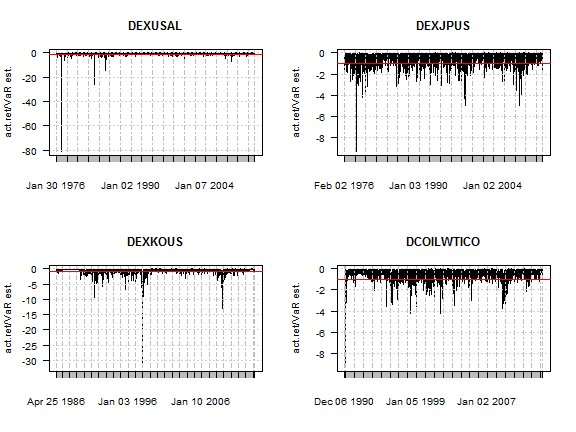 DEXUSAL
act.ret/VaR est.
0
-20
-40
-60
-80
Jan 30 1976 Jan 02 1990 Jan 07 2004
DEXJPUS
act.ret/VaR est.
0
-2
-4
-6
-8
Feb 02 1976 Jan 03 1990 Jan 02 2004
DEXKOUS
act.ret/VaR est.
0
-5
-10
-15
-20
-25
-30
Apr 25 1986 Jan 03 1996 Jan 10 2006
DCOILWTICO
act.ret/VaR est.
0
-2
-4
-6
-8
Dec 06 1990 Jan 05 1999 Jan 02 2007